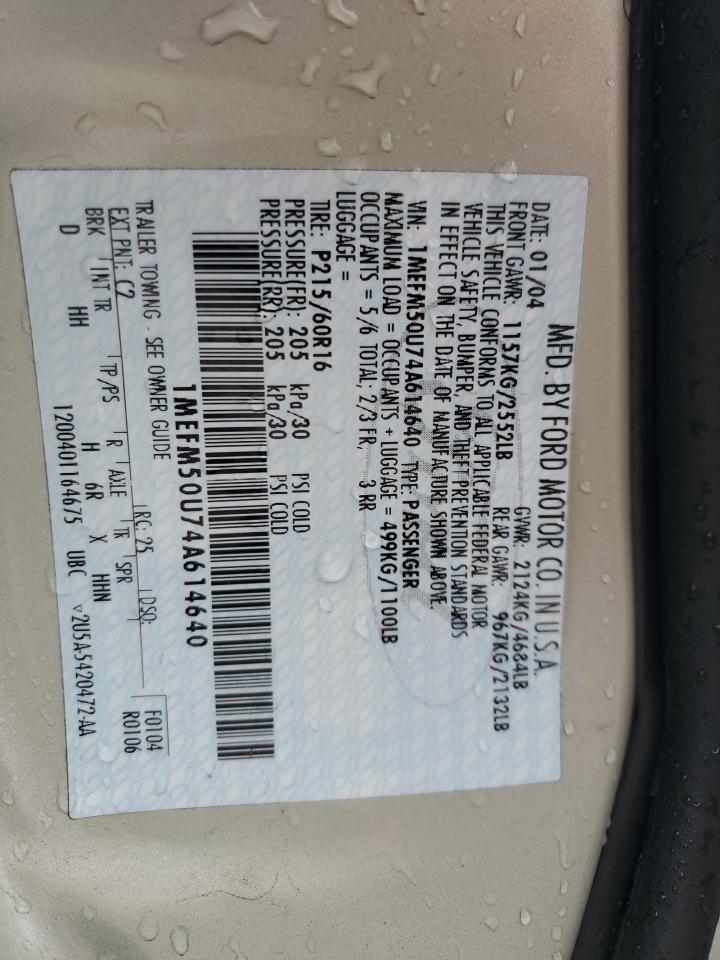 MFD. BY FORD MOTOR CO. IN U.S.A.
DATE: 01/04 GVWR: 2124KG/4684LB
FRONT GAWR: 1157KG/2552LB REAR GAWR: 967KG/2132LB
THIS VEHICLE CONFORMS TO ALL APPLICABLE FEDERAL MOTOR
VEHICLE SAFETY, BUMPER, AND THEFT PREVENTION STANDARDS
IN EFFECT ON THE DATE OF MANUFACTURE SHOWN ABOVE.
VIN: 1MEFM50U74A614640 TYPE: PASSENGER
MAXIMUM LOAD = OCCUPANTS + LUGGAGE = 499KG/1100LB
OCCUPANTS = 5/6 TOTAL; 2/3 FR, 3 RR
LUGGAGE =
TIRE: P215/60R16
PRESSURE(FR): 205 kPa/30 PSI COLD
PRESSURE(RR): 205 kPa/30 PSI COLD
1MEFM50U74A614640
TRAILER TOWING - SEE OWNER GUIDE
F0104
R0106
EXT PNT: C2 RC: 25 DSO:
BRK INT TR TP/PS R AXLE TR SPR
D HH H 6R X HHN
1200401164675 UBC ▽2U5A-5420472-AA